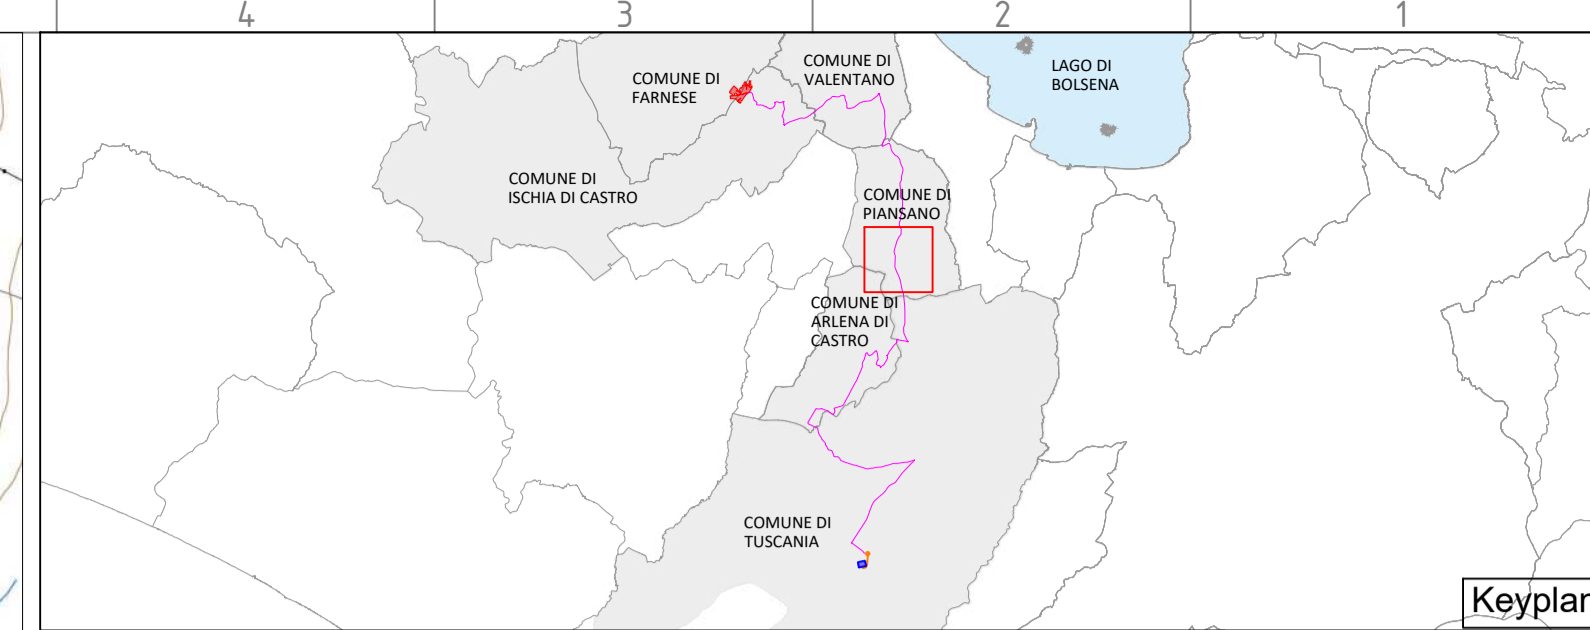 4 3 2 1
COMUNE DI
FARNESE
COMUNE DI
VALENTANO
LAGO DI
BOLSENA
COMUNE DI
ISCHIA DI CASTRO
COMUNE DI
PIANSANO
COMUNE DI
ARLENA DI
CASTRO
COMUNE DI
TUSCANIA
Keyplan